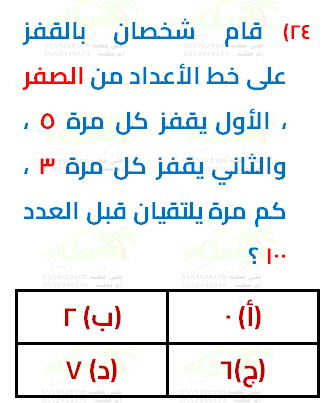 ٢٤) قام شخصان بالقفز
على خط الأعداد من الصفر
، الأول يقفز كل مرة ٥ ،
والثاني يقفز كل مرة ٣ ،
كم مرة يلتقيان قبل العدد
١٠٠ ؟
(أ) ٠
(ب) ٢
(ج) ٦
(د) ٧